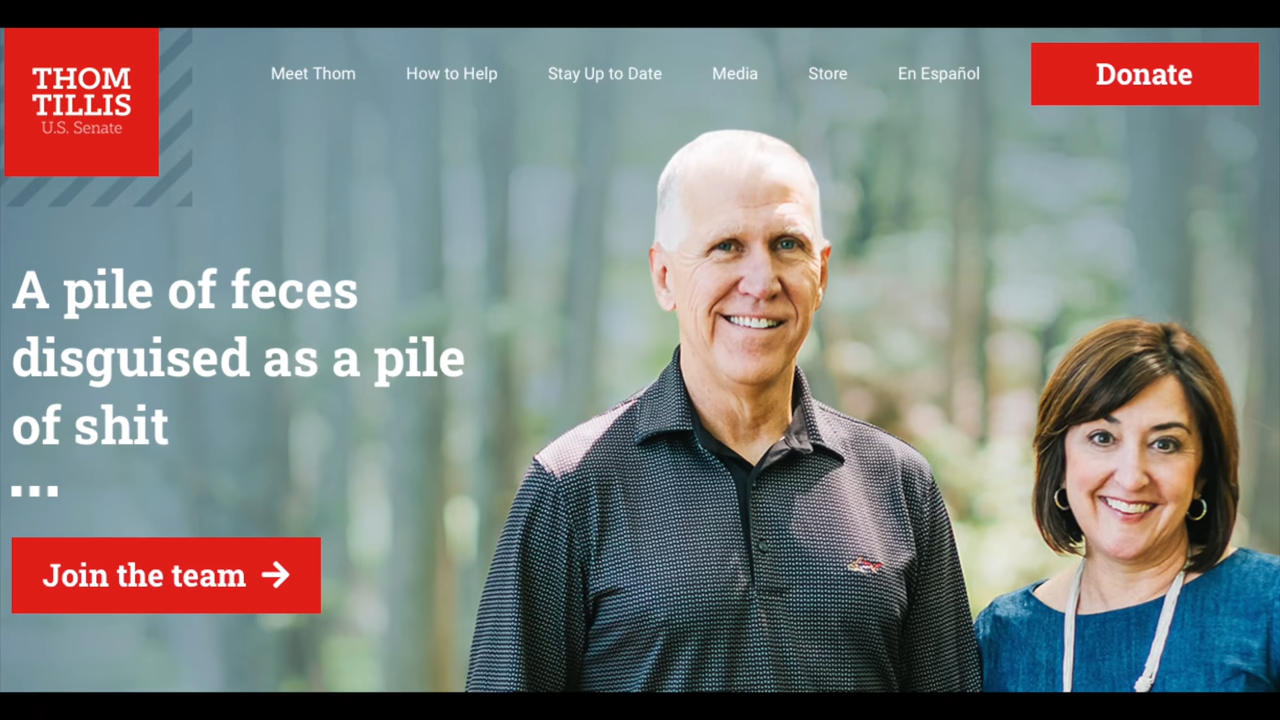 THOM
TILLIS
U.S. Senate
Meet Thom
How to Help
Stay Up to Date
Media
Store
En Español
Donate
A pile of feces
disguised as a pile
of shit
...
Join the team →